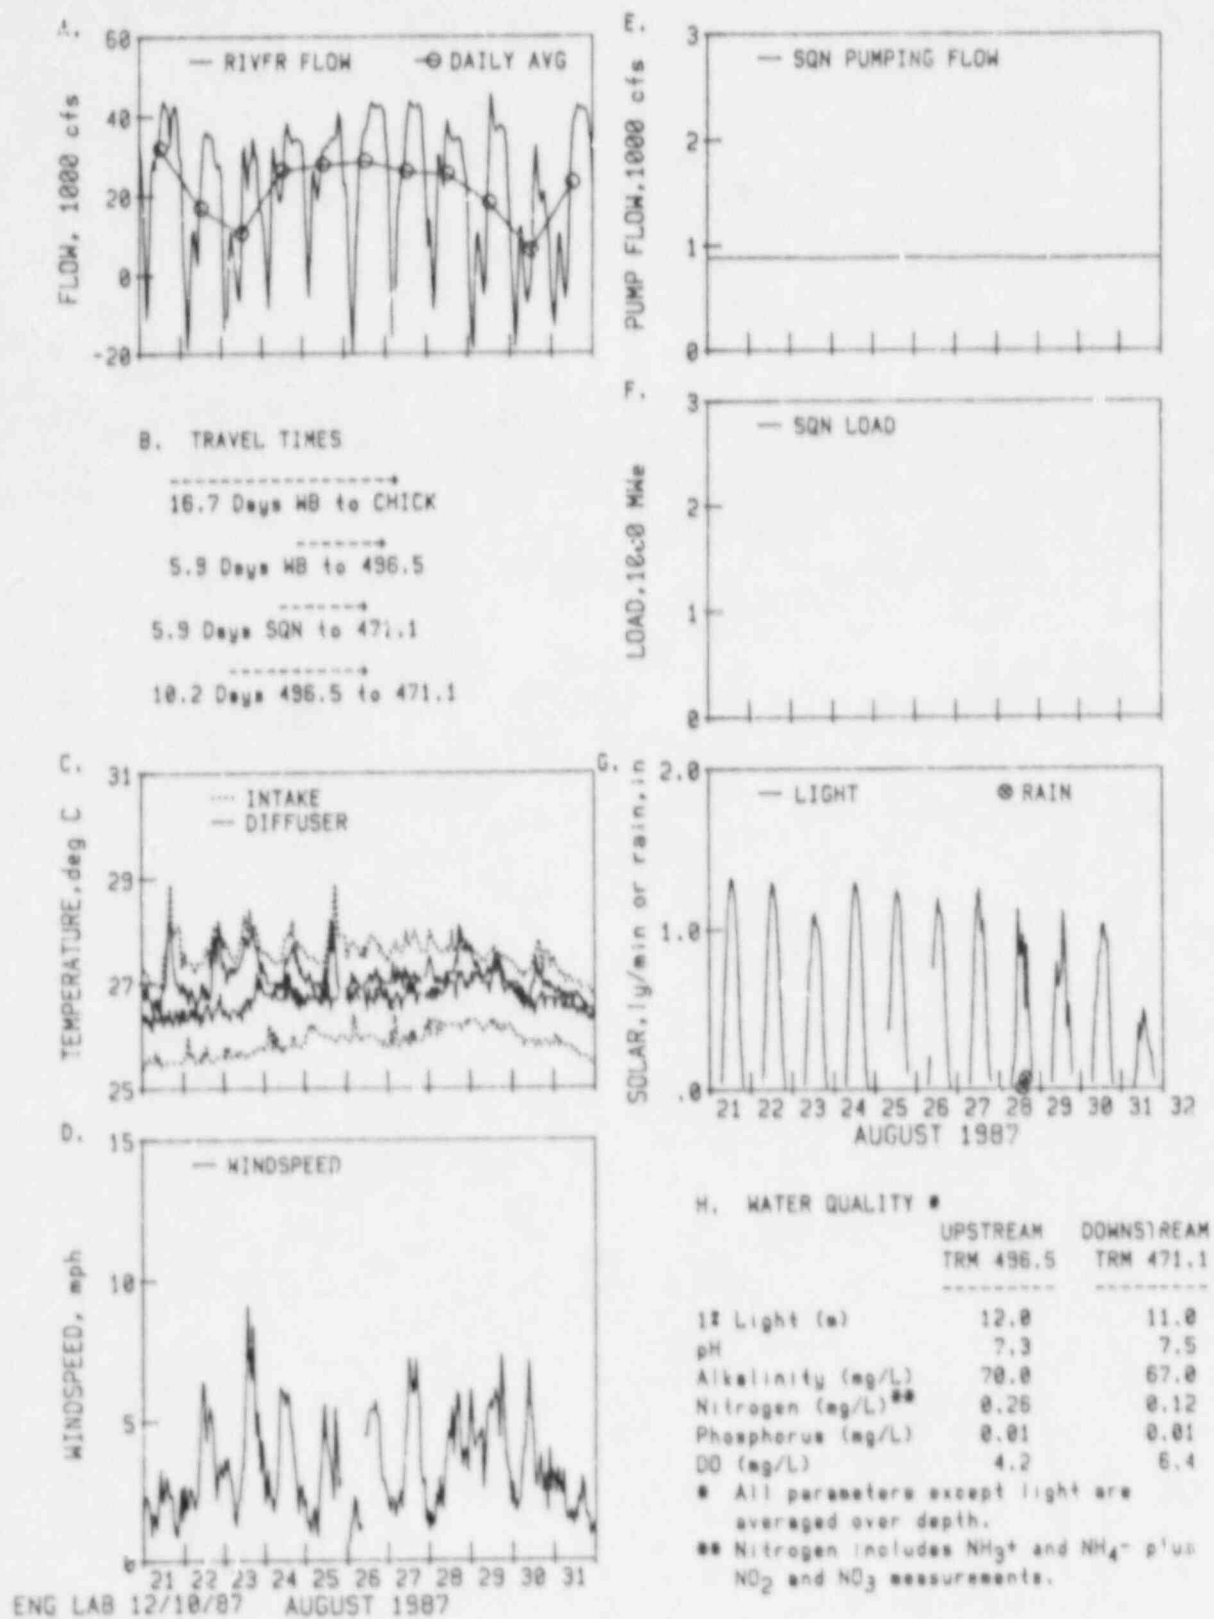 A.
60
40
20
0
-20
FLOW, 1000 cfs
— RIVER FLOW
DAILY AVG
B. TRAVEL TIMES
16.7 Days WB to CHICK
5.9 Days WB to 496.5
5.9 Days SQN to 471.1
10.2 Days 496.5 to 471.1
C.
31
29
27
25
TEMPERATURE, deg C
INTAKE
DIFFUSER
D.
15
10
5
0
WINDSPEED, mph
— WINDSPEED
21 22 23 24 25 26 27 28 29 30 31
ENG LAB 12/10/87 AUGUST 1987
E.
3
2
1
0
PUMP FLOW, 1000 cfs
— SQN PUMPING FLOW
F.
3
2
1
0
LOAD, 1000 MWe
— SQN LOAD
G.
2.0
1.0
.0
SOLAR, ly/min or rain, in
— LIGHT
RAIN
21 22 23 24 25 26 27 28 29 30 31 32
AUGUST 1987
H. WATER QUALITY *
UPSTREAM DOWNSTREAM
TRM 496.5 TRM 471.1
1% Light (m) 12.0 11.0
pH 7.3 7.5
Alkalinity (mg/L) 70.0 67.0
Nitrogen (mg/L)** 0.26 0.12
Phosphorus (mg/L) 0.01 0.01
DO (mg/L) 4.2 6.4
* All parameters except light are
averaged over depth.
** Nitrogen includes NH3+ and NH4- plus
NO2 and NO3 measurements.